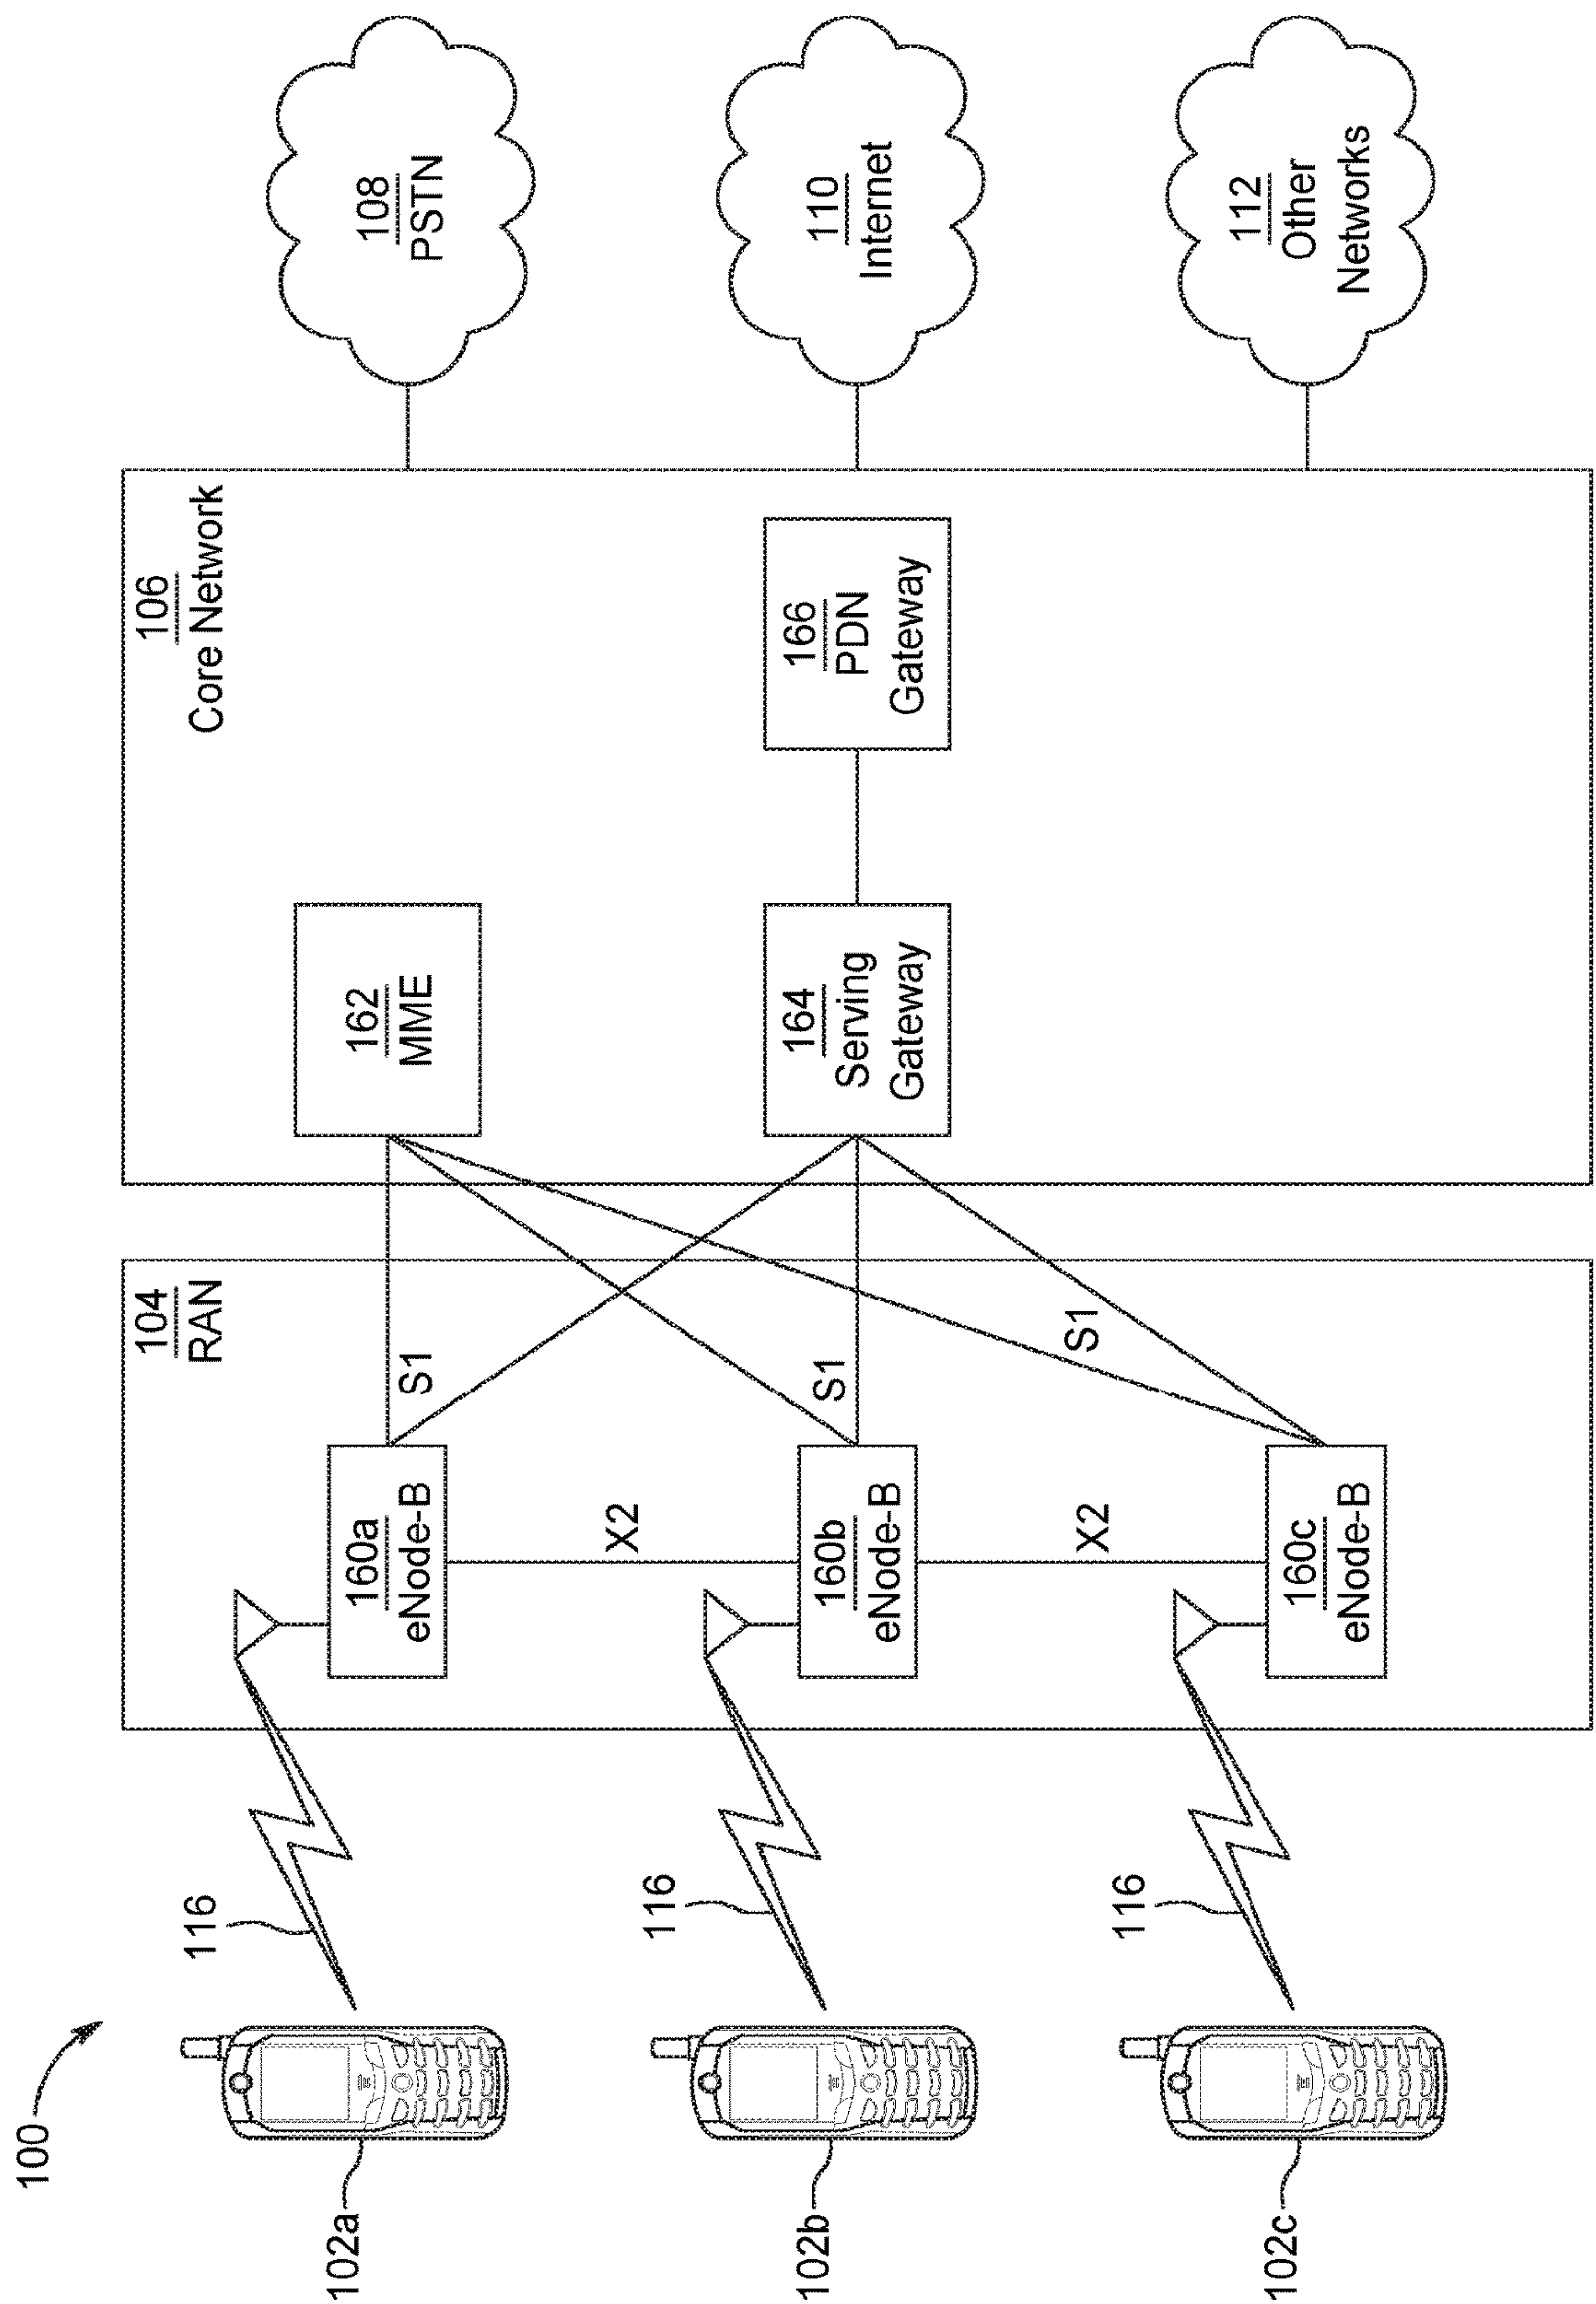 100
102a
102b
102c
116
116
116
104
RAN
160a
eNode-B
160b
eNode-B
160c
eNode-B
X2
X2
S1
S1
S1
106
Core Network
162
MME
164
Serving
Gateway
166
PDN
Gateway
108
PSTN
110
Internet
112
Other
Networks